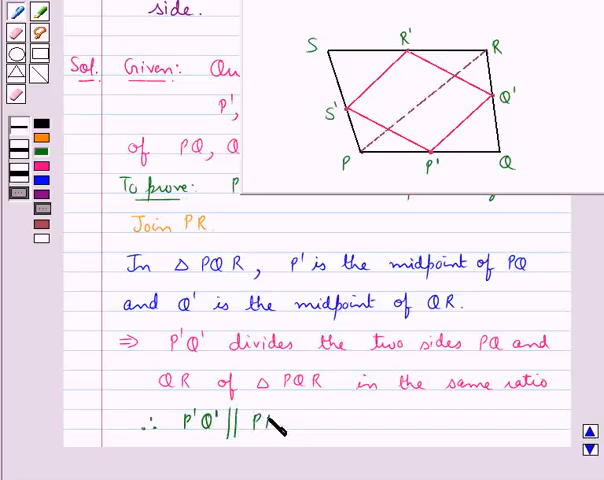 side.
Sol. Given: Qu
P',
of PQ, Q
To prove: P
Join PR.
In △ PQR, P' is the midpoint of PQ
and Q' is the midpoint of QR.
⇒ P'Q' divides the two sides PQ and
QR of △ PQR in the same ratio
∴ P'Q' || P
S R' R
S' Q'
P P' Q